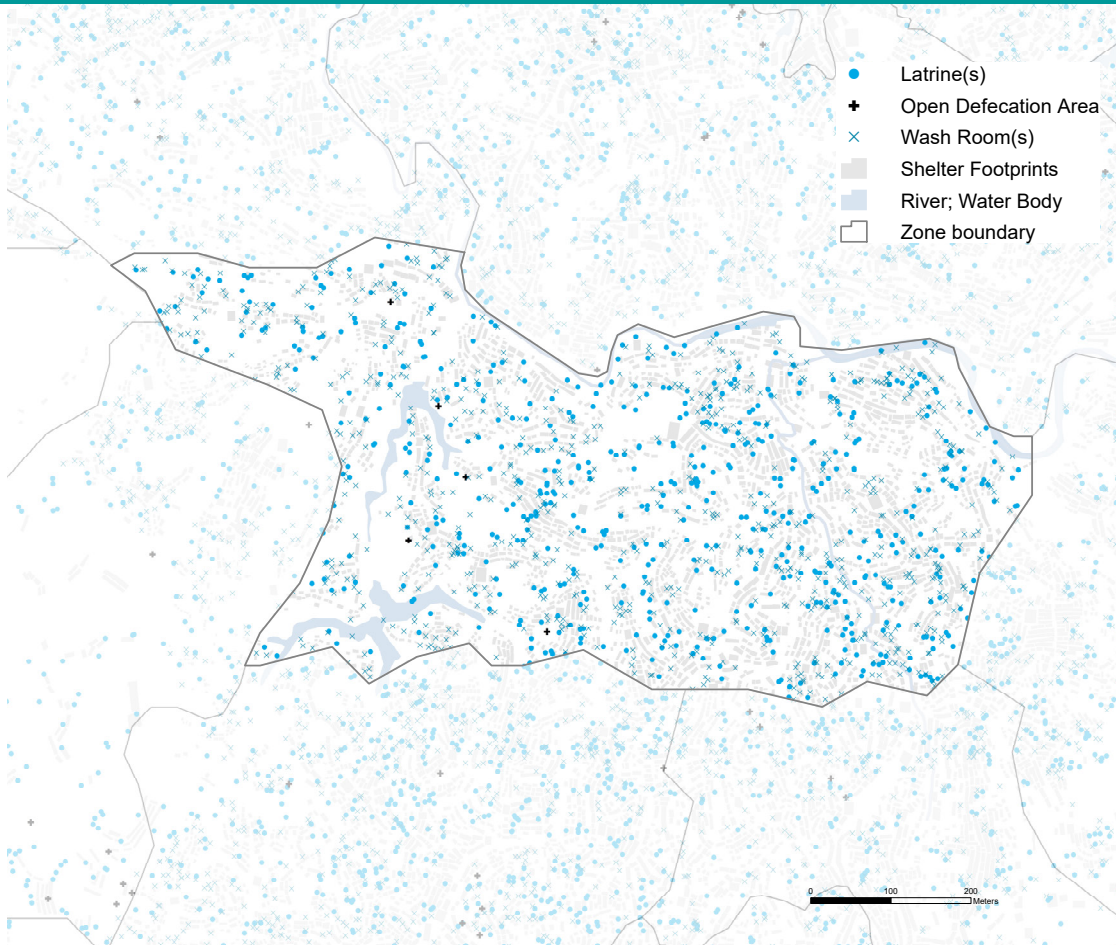 Latrine(s)
Open Defecation Area
Wash Room(s)
Shelter Footprints
River; Water Body
Zone boundary
0 100 200
Meters